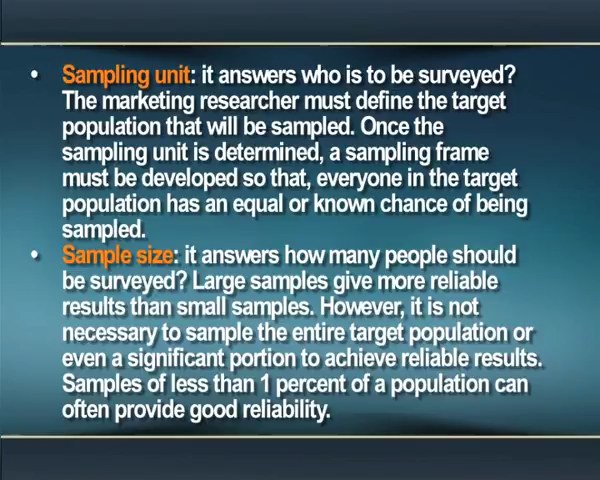 • Sampling unit: it answers who is to be surveyed?
The marketing researcher must define the target
population that will be sampled. Once the
sampling unit is determined, a sampling frame
must be developed so that, everyone in the target
population has an equal or known chance of being
sampled.
• Sample size: it answers how many people should
be surveyed? Large samples give more reliable
results than small samples. However, it is not
necessary to sample the entire target population or
even a significant portion to achieve reliable results.
Samples of less than 1 percent of a population can
often provide good reliability.